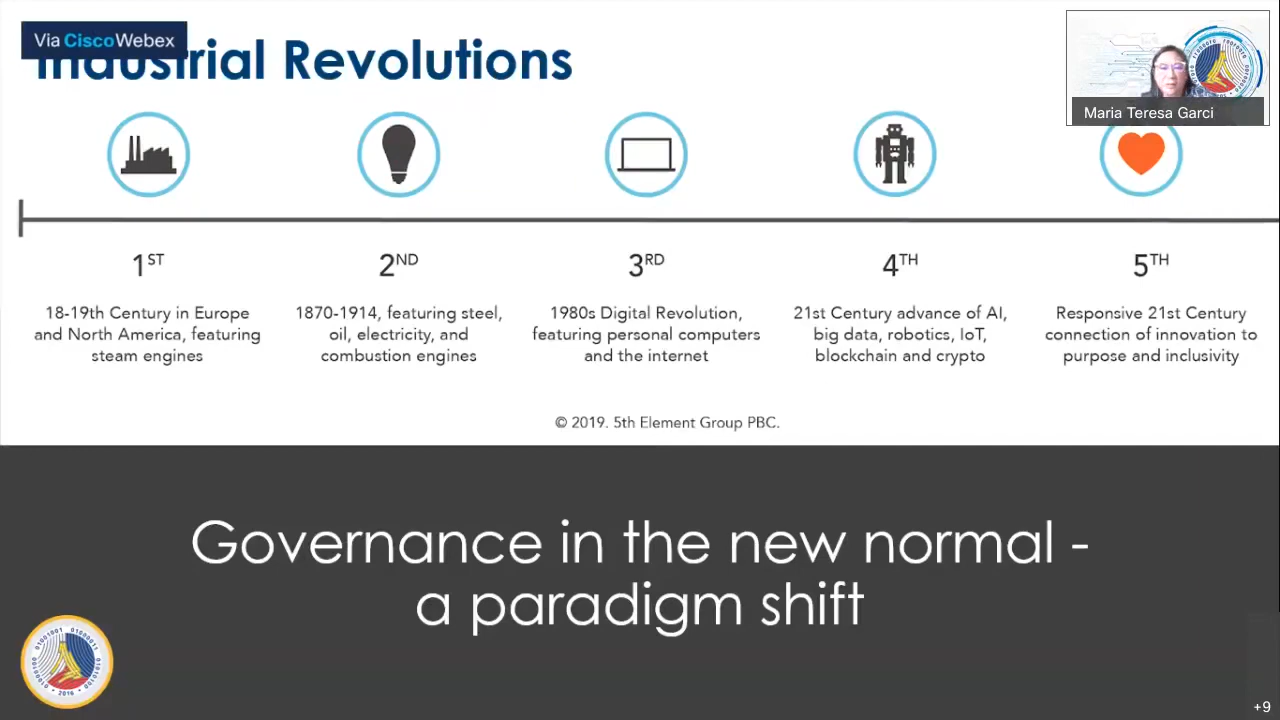 Via Cisco Webex
Industrial Revolutions
Maria Teresa Garci
1ST
18-19th Century in Europe
and North America, featuring
steam engines
2ND
1870-1914, featuring steel,
oil, electricity, and
combustion engines
3RD
1980s Digital Revolution,
featuring personal computers
and the internet
4TH
21st Century advance of AI,
big data, robotics, IoT,
blockchain and crypto
5TH
Responsive 21st Century
connection of innovation to
purpose and inclusivity
© 2019. 5th Element Group PBC.
Governance in the new normal -
a paradigm shift
2016
+9